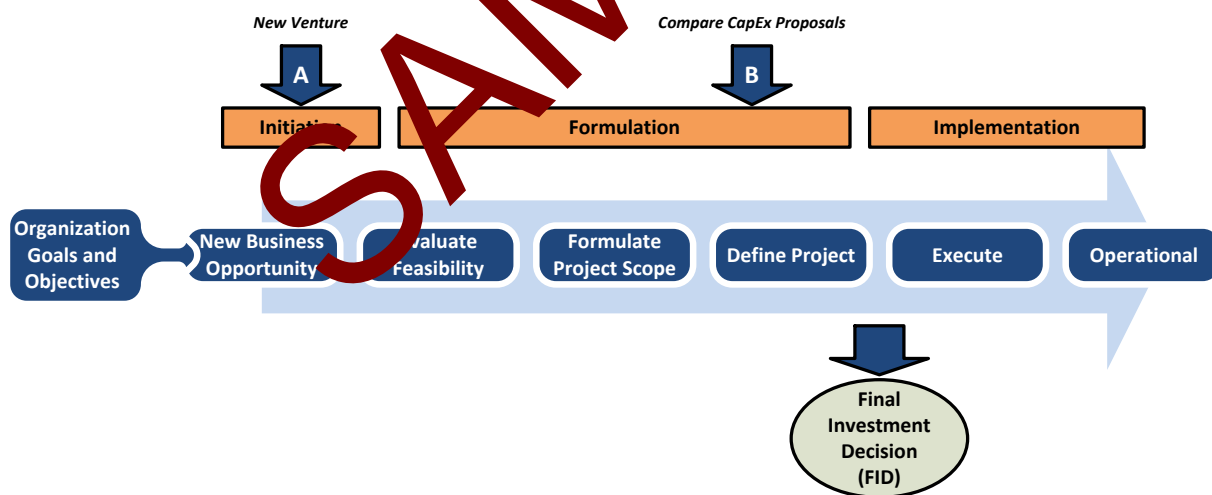 New Venture
Compare CapEx Proposals
A
B
Formulation
Implementation
Organization
Goals and
Objectives
New Business
Opportunity
Evaluate
Feasibility
Formulate
Project Scope
Define Project
Execute
Operational
Final
Investment
Decision
(FID)
SAM